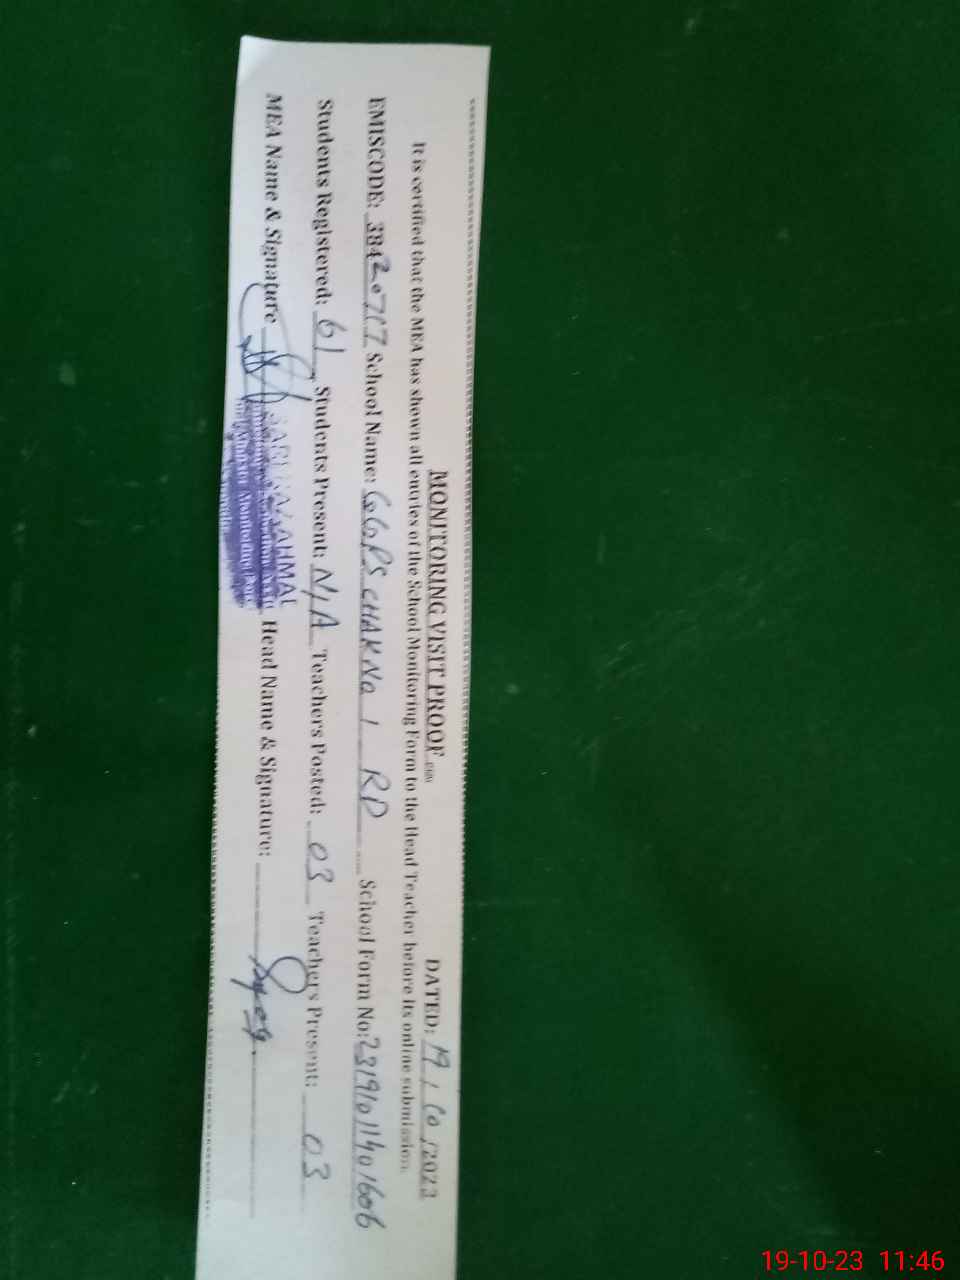 MONITORING VISIT PROOF
DATED: 19 / 10 /2023
It is certified that the MEA has shown all entries of the School Monitoring Form to the Head Teacher before its online submission.
EMISCODE: 38420717 School Name: GGPS CHAK NO 1 RD School Form No:
Students Registered: 61 Students Present: N/A Teachers Posted: 03 Teachers Present: 03
MEA Name & Signature Head Name & Signature:
AHMAL
Monitoring
19-10-23 11:46